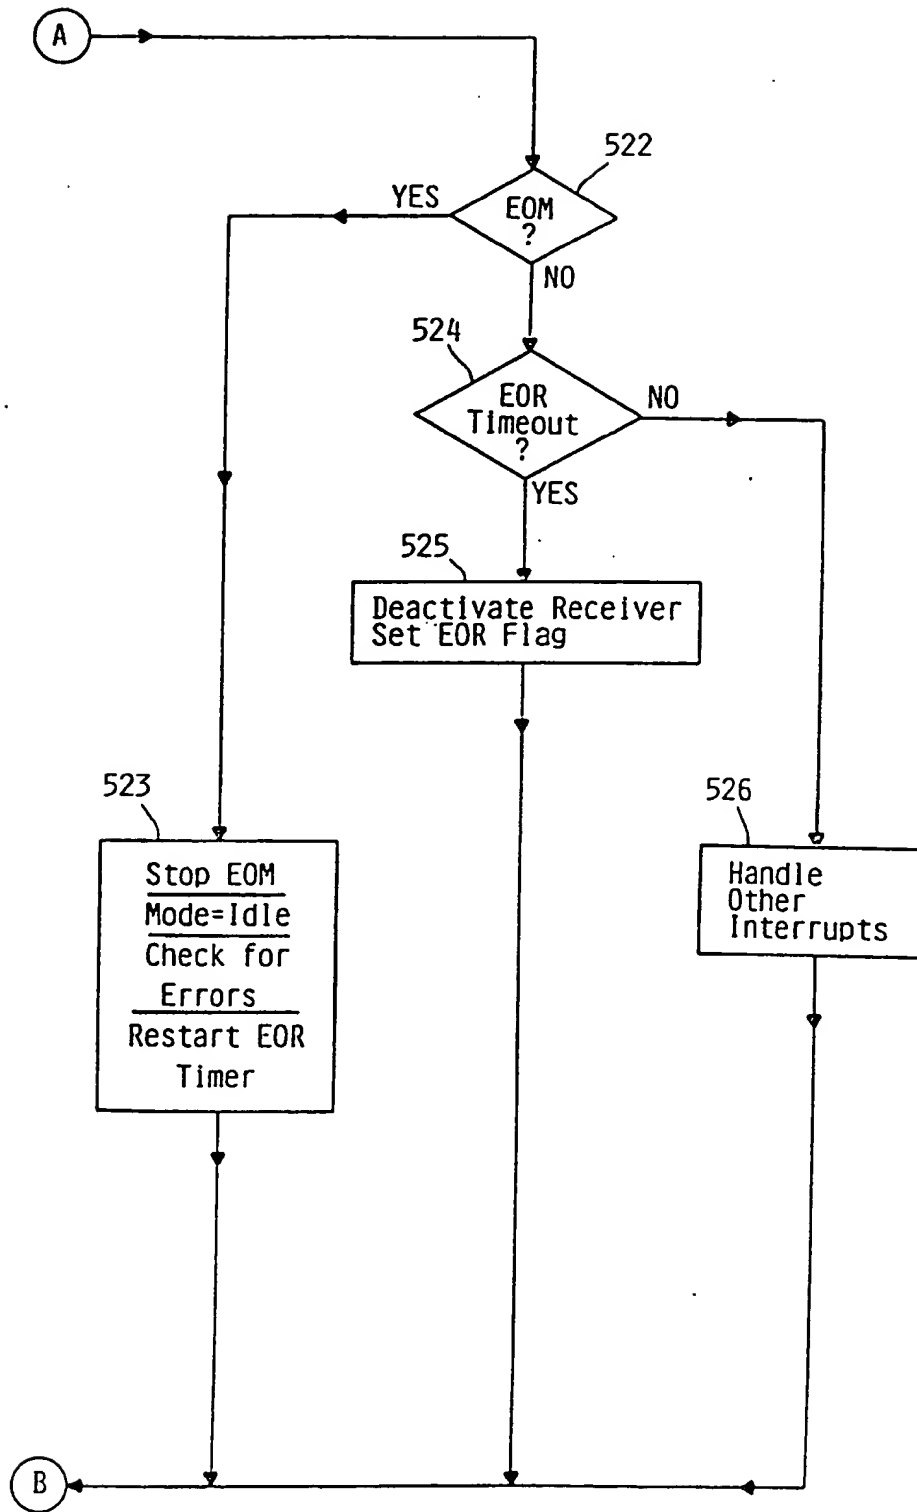 A
522
YES
EOM
?
NO
524
EOR
Timeout
?
NO
YES
525
Deactivate Receiver
Set EOR Flag
523
Stop EOM
Mode=Idle
Check for
Errors
Restart EOR
Timer
526
Handle
Other
Interrupts
B